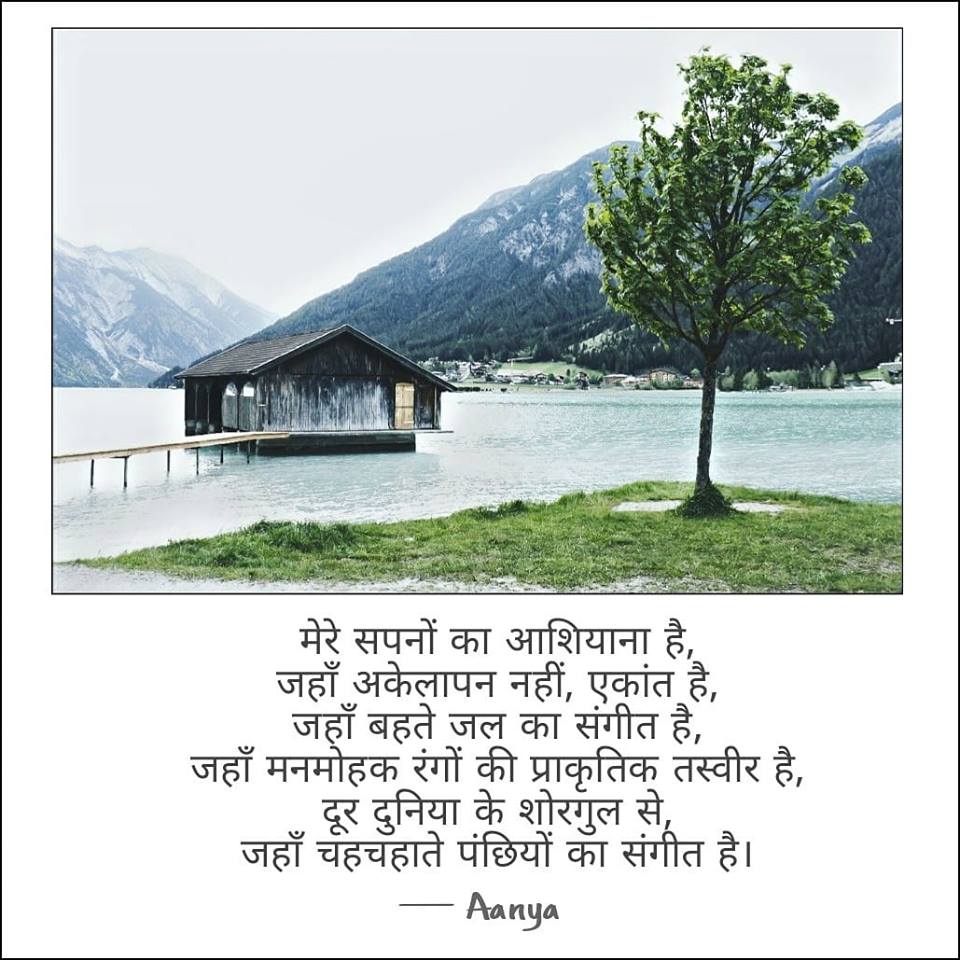 मेरे सपनों का आशियाना है,
जहाँ अकेलापन नहीं, एकांत है,
जहाँ बहते जल का संगीत है,
जहाँ मनमोहक रंगों की प्राकृतिक तस्वीर है,
दूर दुनिया के शोरगुल से,
जहाँ चहचहाते पंछियों का संगीत है।
— Aanya